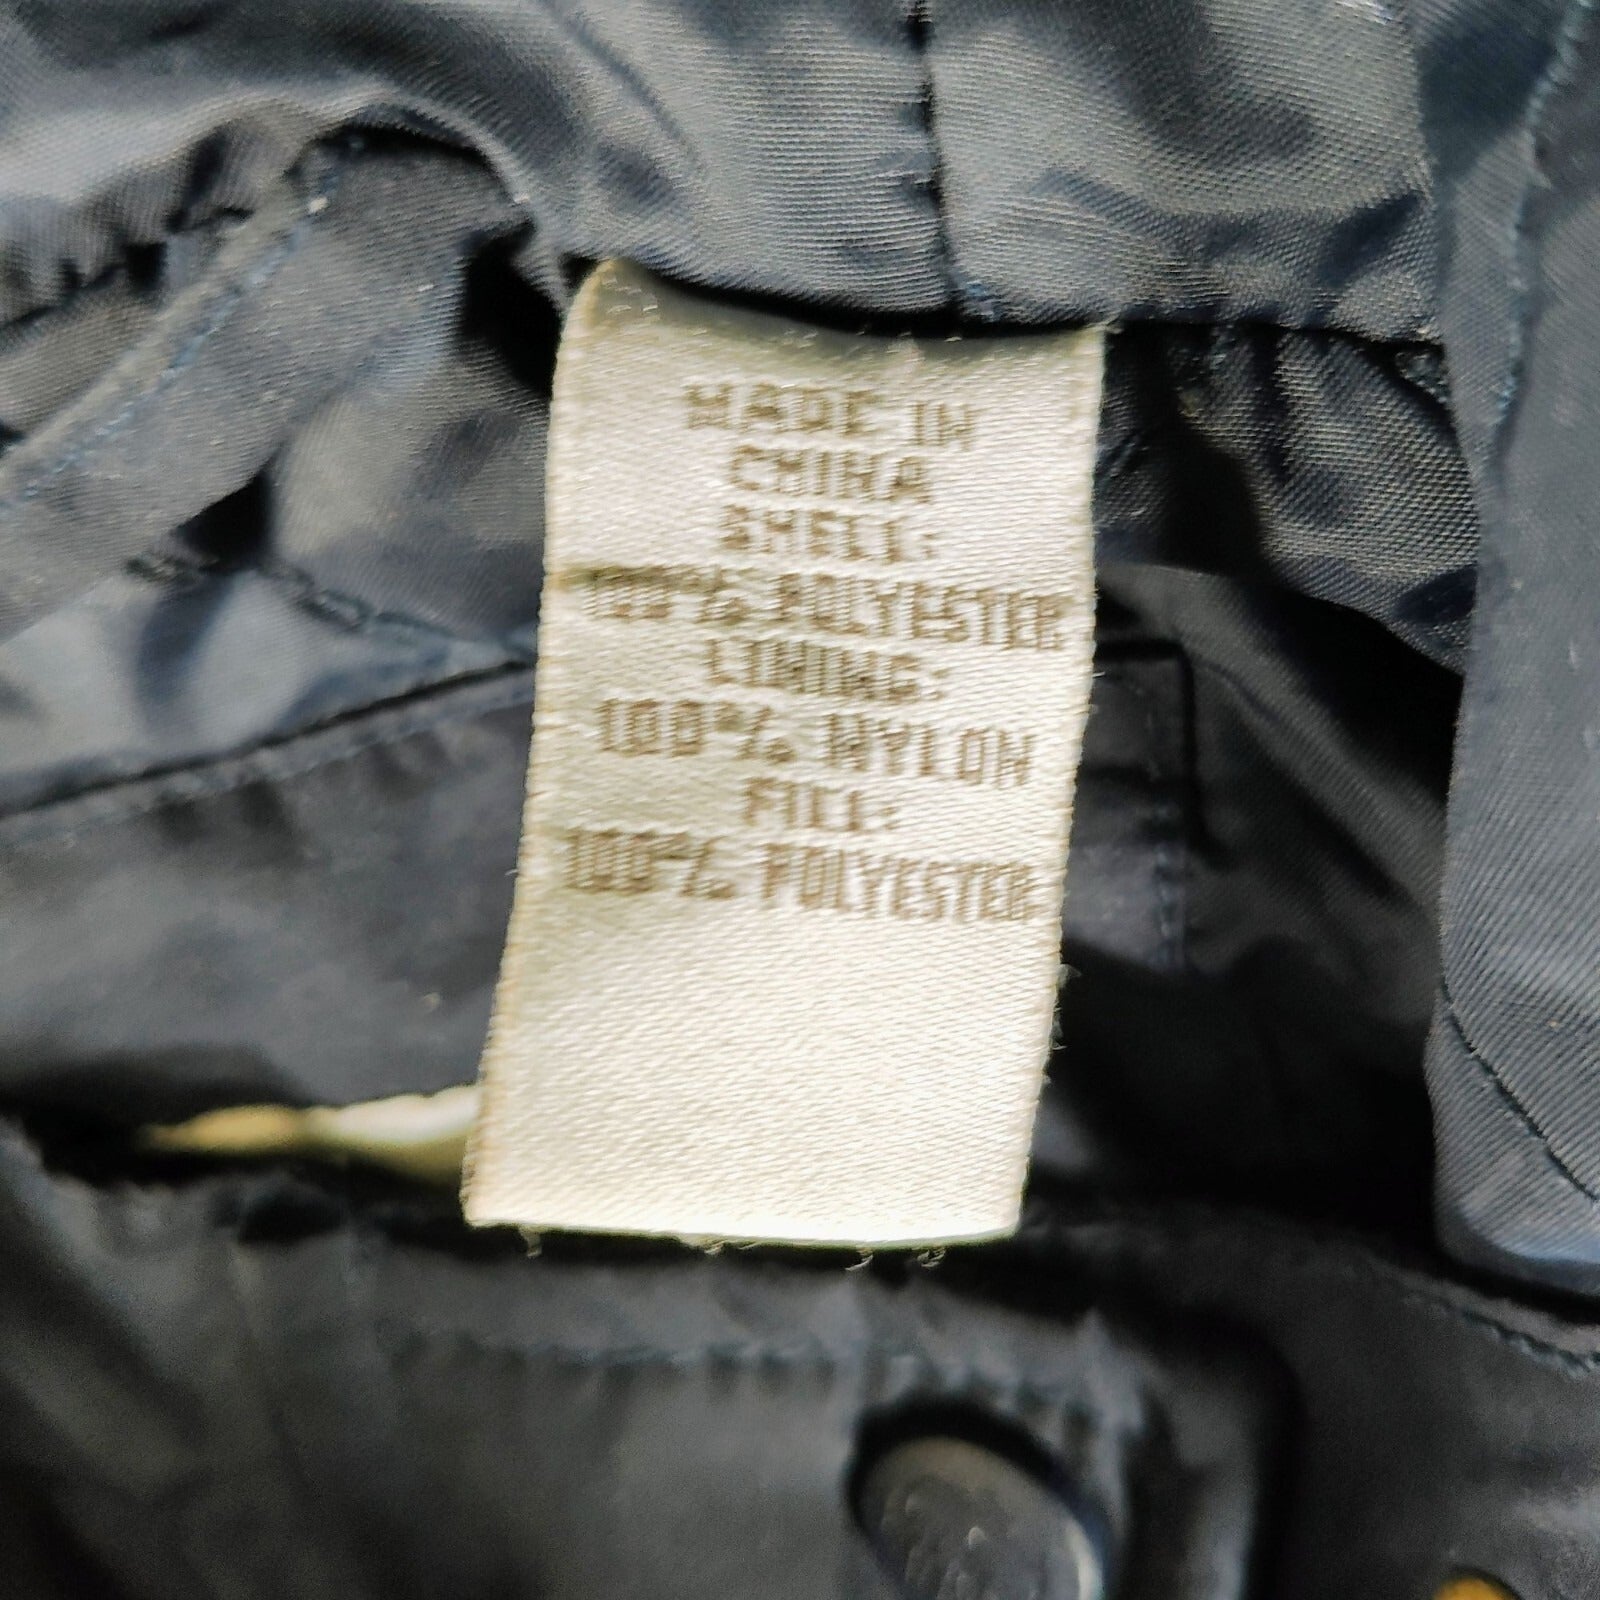 MADE IN
CHINA
SHELL:
100% POLYESTER
LINING:
100% NYLON
FILL:
100% POLYESTER